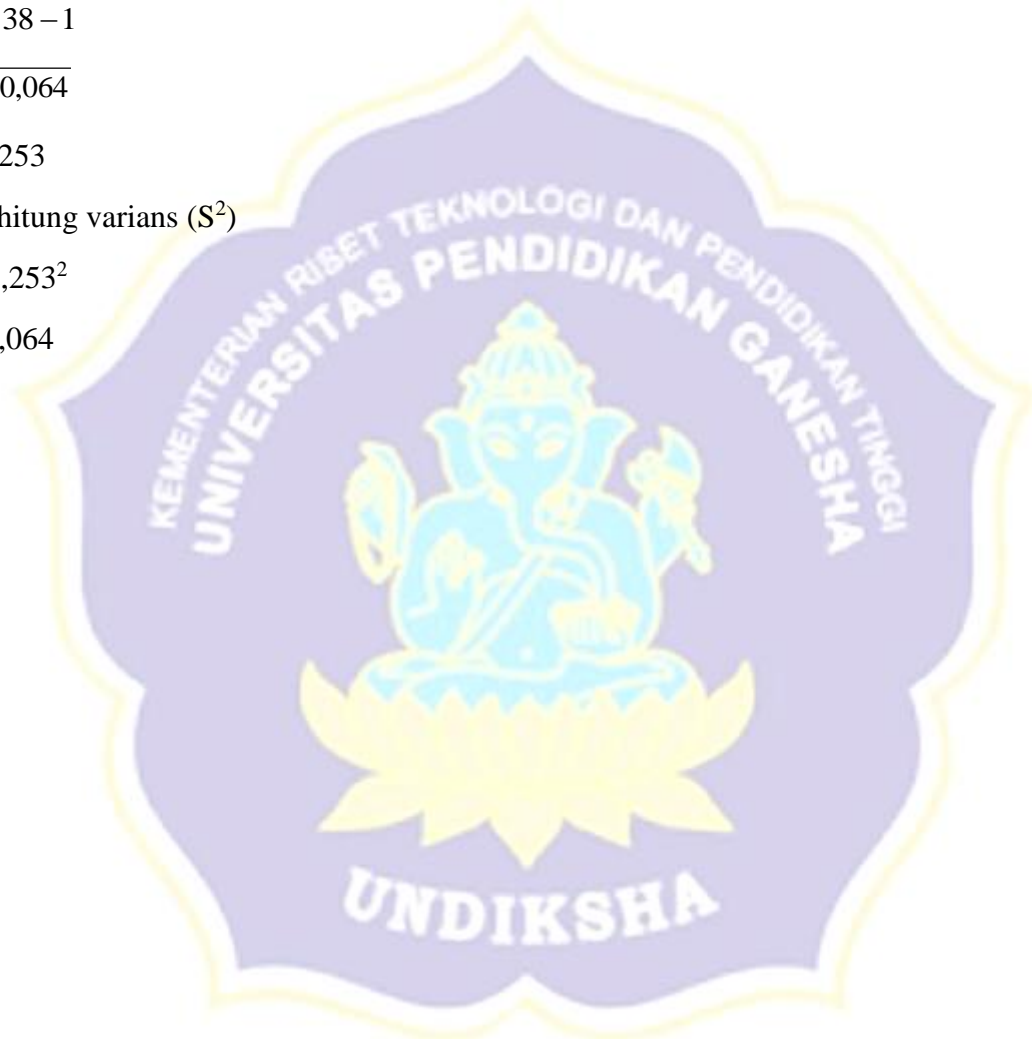 38 – 1
0,064
253
hitung varians (S²)
,253²
,064
KEMENTERIAN RISET TEKNOLOGI DAN PENDIDIKAN TINGGI
UNIVERSITAS PENDIDIKAN GANESHA
UNDIKSHA